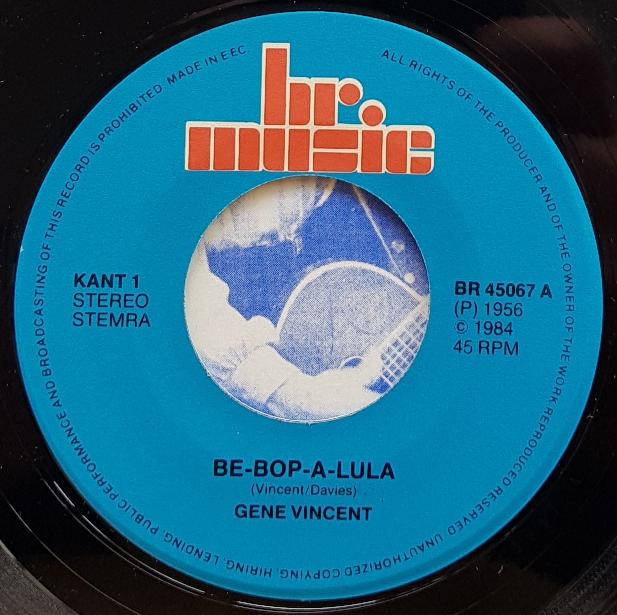 br.
music
KANT 1
STEREO
STEMRA
BR 45067 A
(P) 1956
© 1984
45 RPM
BE-BOP-A-LULA
(Vincent/Davies)
GENE VINCENT
ALL RIGHTS OF THE PRODUCER AND OF THE OWNER OF THE WORK REPRODUCED RESERVED. UNAUTHORIZED COPYING, HIRING, LENDING, PUBLIC PERFORMANCE AND BROADCASTING OF THIS RECORD IS PROHIBITED. MADE IN EEC.